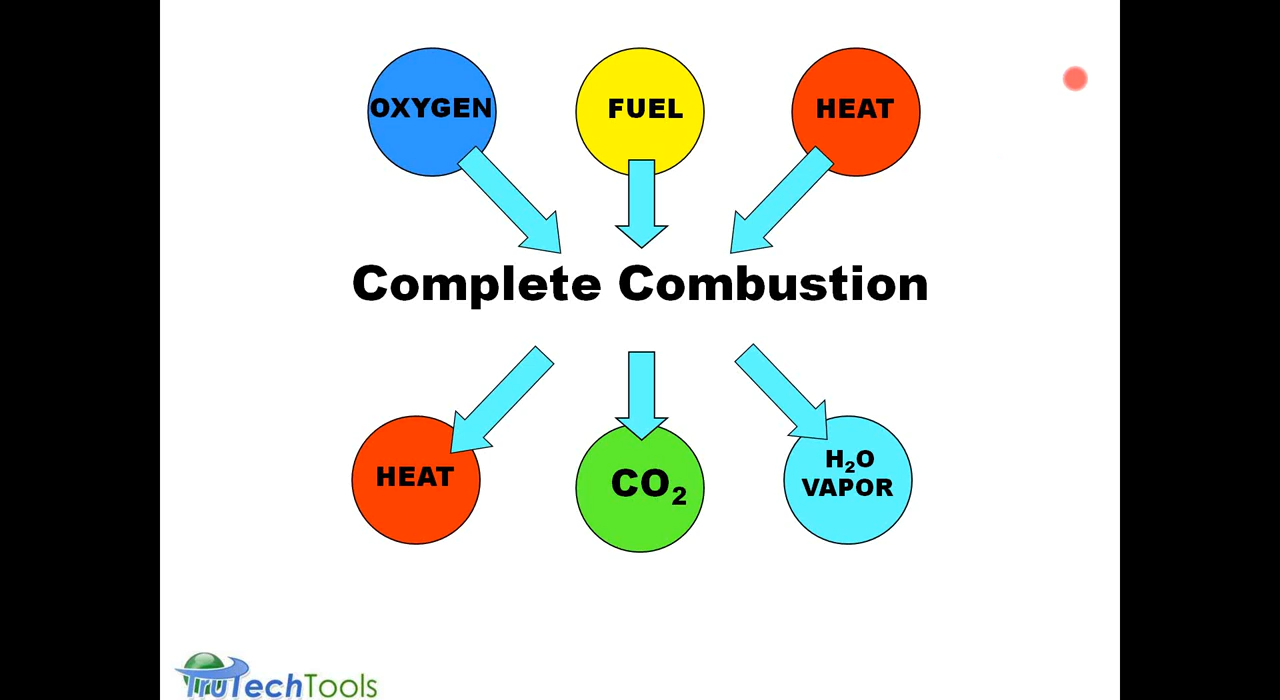 OXYGEN
FUEL
HEAT
Complete Combustion
HEAT
CO₂
H₂O
VAPOR
TruTechTools